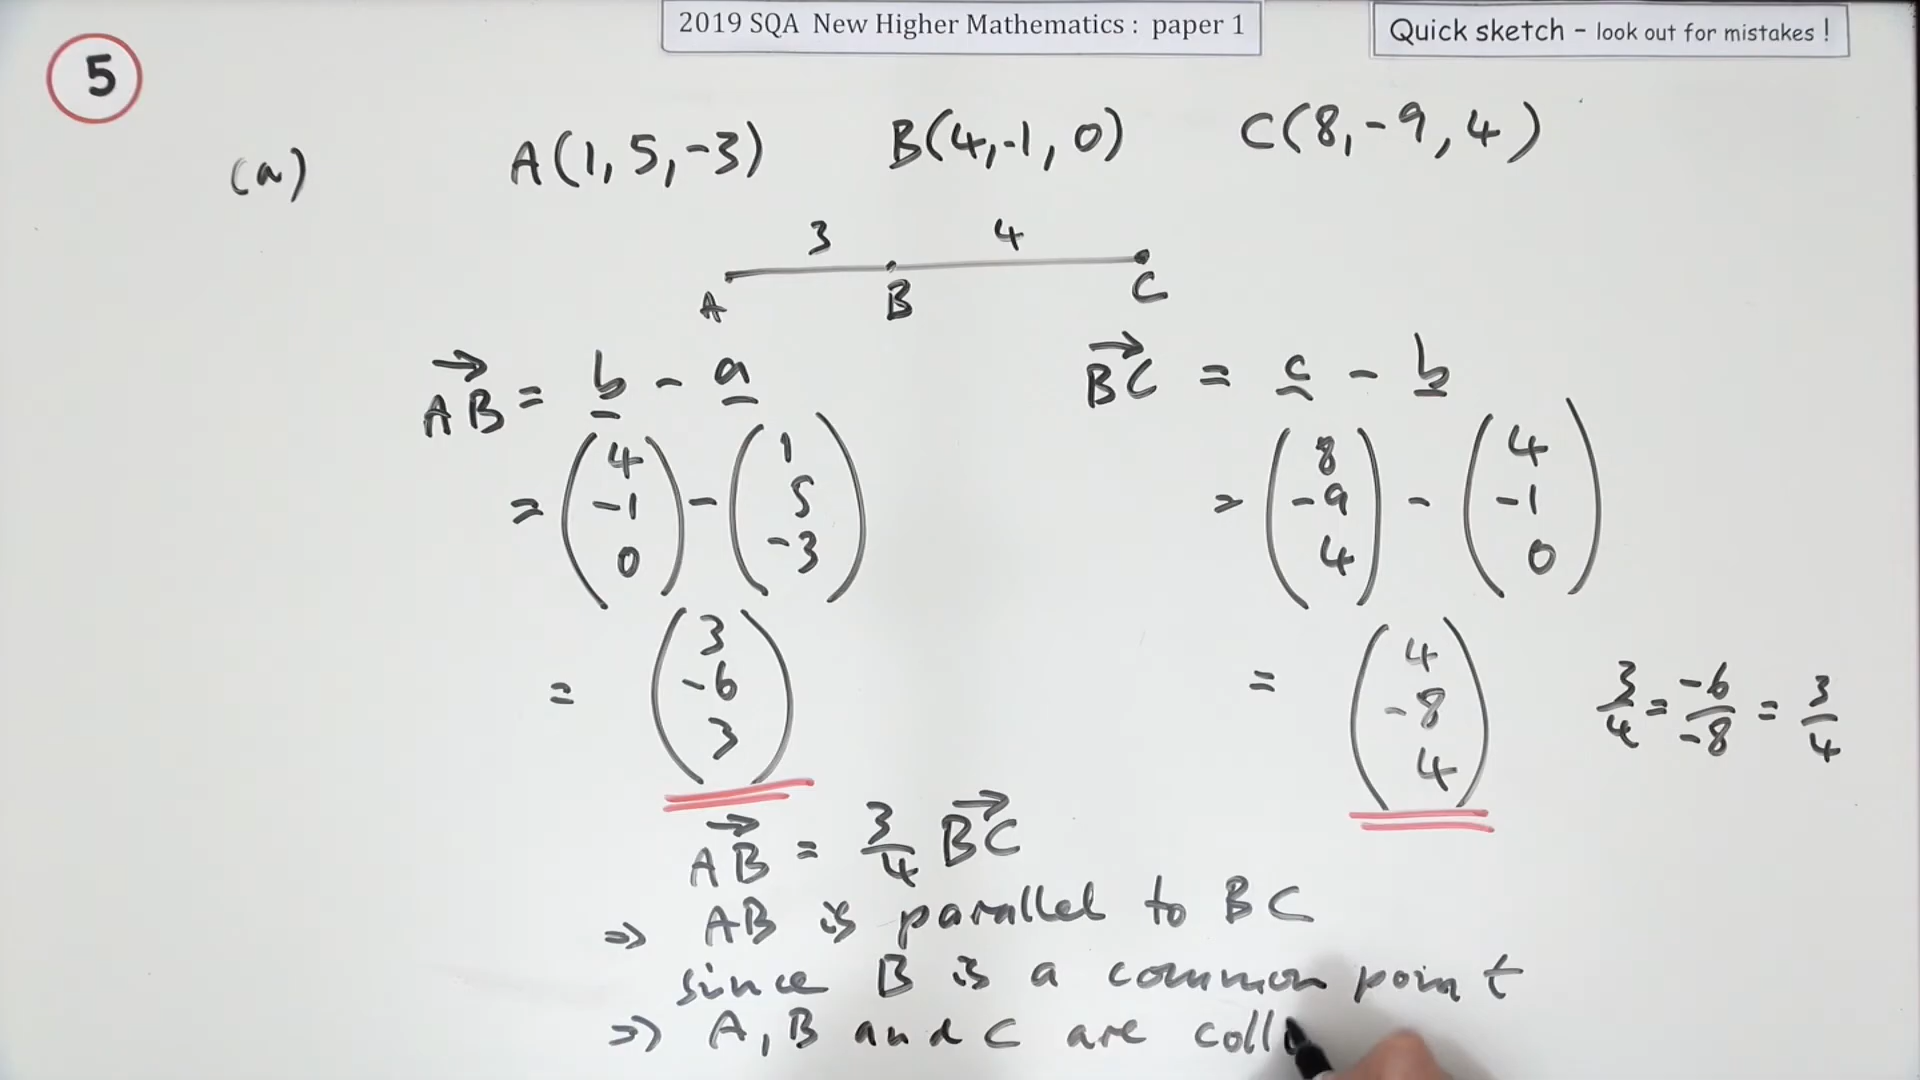 2019 SQA New Higher Mathematics : paper 1
Quick sketch – look out for mistakes !
5
(a) A(1, 5, -3) B(4, -1, 0) C(8, -9, 4)
3 4
A B C
→AB = b - a →BC = c - b
= (4 -1 0) - (1 5 -3) = (8 -9 4) - (4 -1 0)
= (3 -6 3) = (4 -8 4) 3/4 = -6/-8 = 3/4
→AB = 3/4 →BC
⇒ AB is parallel to BC
since B is a common point
⇒ A, B and C are coll